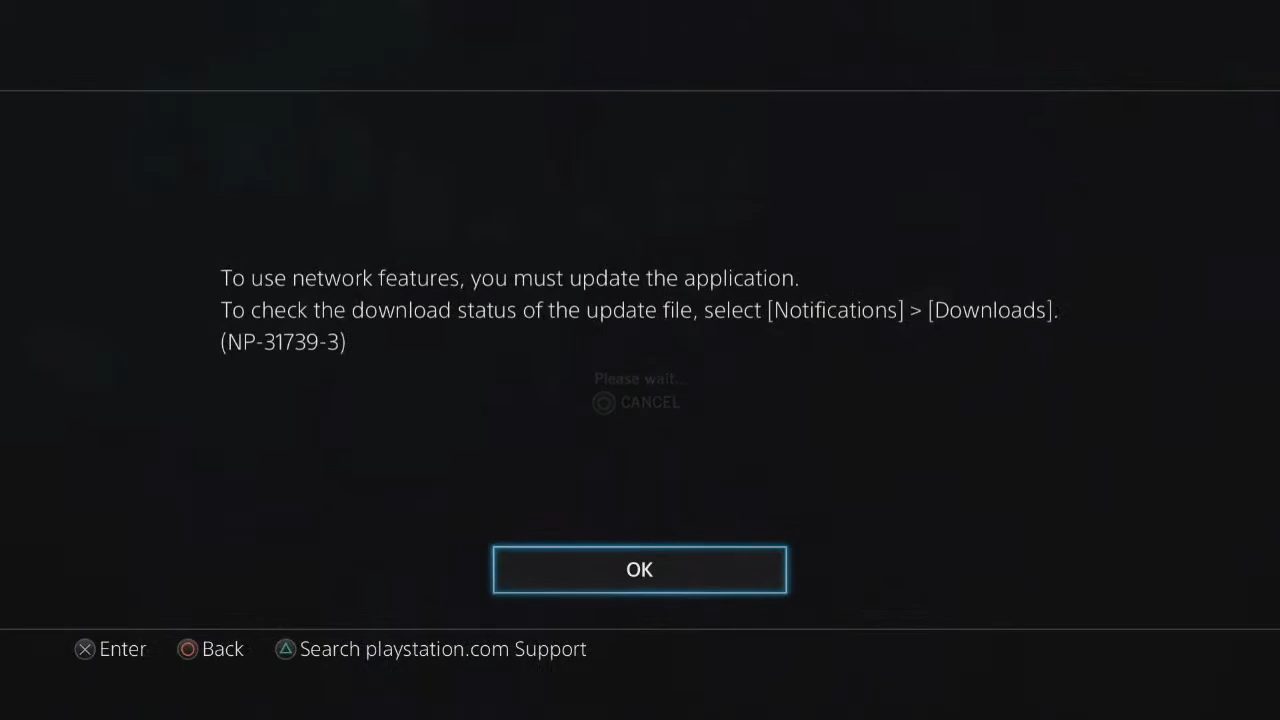 To use network features, you must update the application.
To check the download status of the update file, select [Notifications] > [Downloads].
(NP-31739-3)
Please wait...
CANCEL
OK
Enter Back Search playstation.com Support